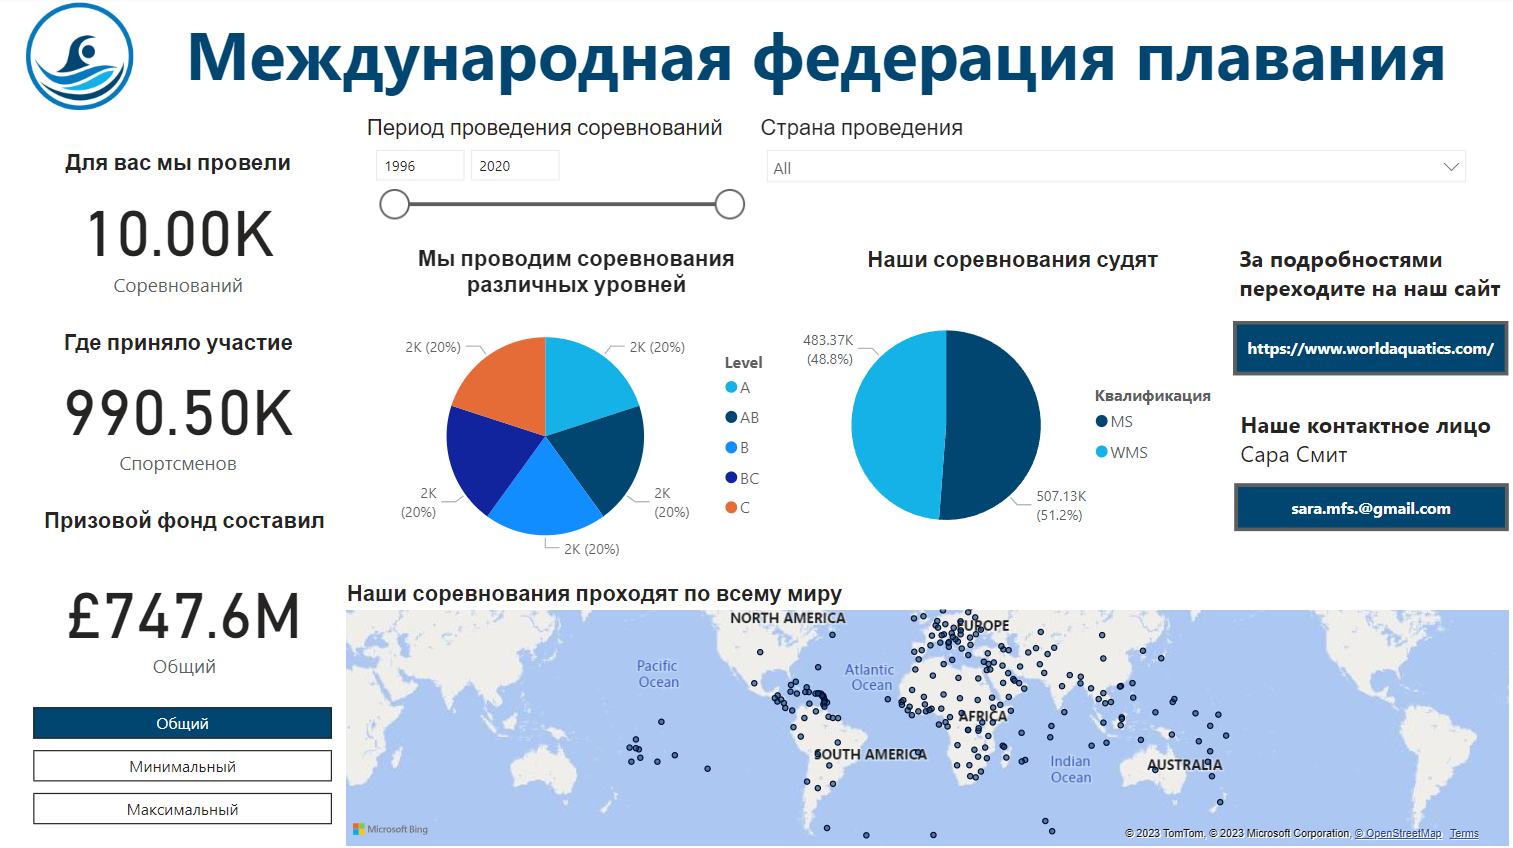 Международная федерация плавания
Для вас мы провели
10.00K
Соревнований
Где приняло участие
990.50K
Спортсменов
Призовой фонд составил
£747.6M
Общий
Общий
Минимальный
Максимальный
Период проведения соревнований
1996
2020
Страна проведения
All
Мы проводим соревнования
различных уровней
2K (20%)
2K (20%)
2K
(20%)
2K
(20%)
2K (20%)
Level
A
AB
B
BC
C
Наши соревнования судят
483.37K
(48.8%)
507.13K
(51.2%)
Квалификация
MS
WMS
За подробностями
переходите на наш сайт
https://www.worldaquatics.com/
Наше контактное лицо
Сара Смит
sara.mfs.@gmail.com
Наши соревнования проходят по всему миру
NORTH AMERICA
EUROPE
Pacific
Ocean
Atlantic
Ocean
AFRICA
SOUTH AMERICA
Indian
Ocean
AUSTRALIA
Microsoft Bing
© 2023 TomTom, © 2023 Microsoft Corporation, © OpenStreetMap Terms